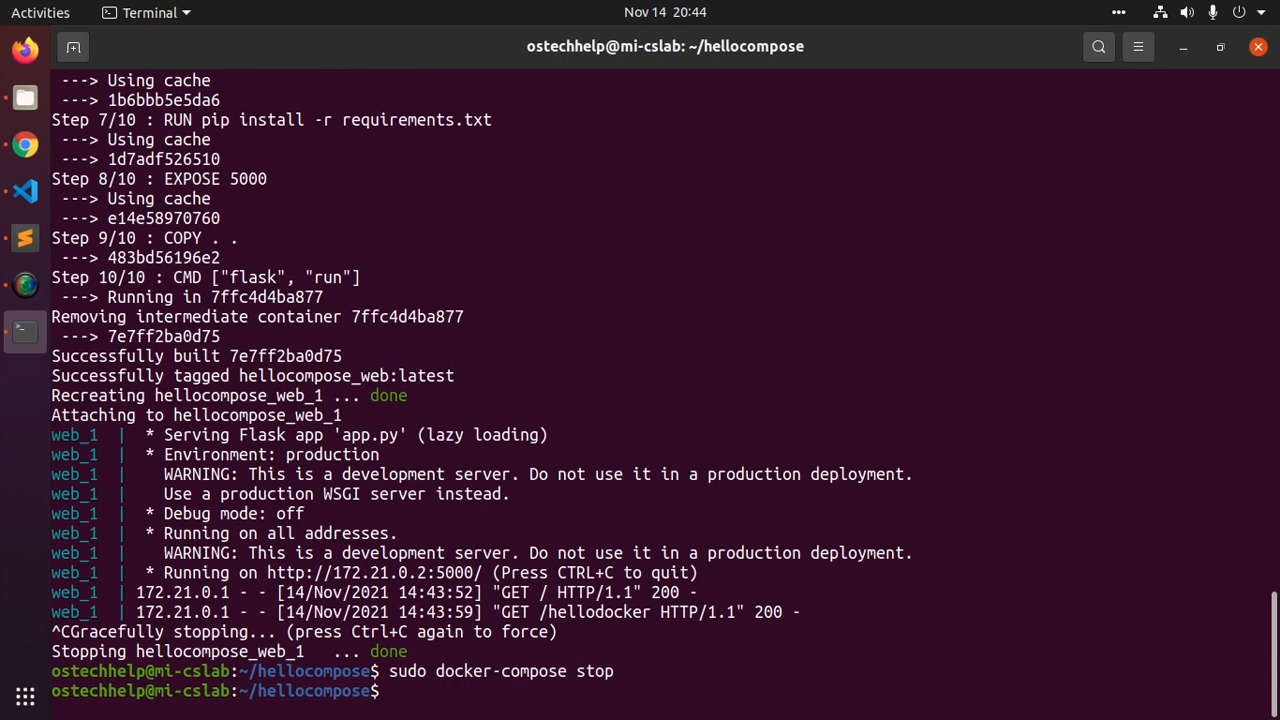 Activities
Terminal
Nov 14 20:44
ostechhelp@mi-cslab: ~/hellocompose
---> Using cache
---> 1b6bbb5e5da6
Step 7/10 : RUN pip install -r requirements.txt
---> Using cache
---> 1d7adf526510
Step 8/10 : EXPOSE 5000
---> Using cache
---> e14e58970760
Step 9/10 : COPY . .
---> 483bd56196e2
Step 10/10 : CMD ["flask", "run"]
---> Running in 7ffc4d4ba877
Removing intermediate container 7ffc4d4ba877
---> 7e7ff2ba0d75
Successfully built 7e7ff2ba0d75
Successfully tagged hellocompose_web:latest
Recreating hellocompose_web_1 ... done
Attaching to hellocompose_web_1
web_1  |  * Serving Flask app 'app.py' (lazy loading)
web_1  |  * Environment: production
web_1  |    WARNING: This is a development server. Do not use it in a production deployment.
web_1  |    Use a production WSGI server instead.
web_1  |  * Debug mode: off
web_1  |  * Running on all addresses.
web_1  |    WARNING: This is a development server. Do not use it in a production deployment.
web_1  |  * Running on http://172.21.0.2:5000/ (Press CTRL+C to quit)
web_1  | 172.21.0.1 - - [14/Nov/2021 14:43:52] "GET / HTTP/1.1" 200 -
web_1  | 172.21.0.1 - - [14/Nov/2021 14:43:59] "GET /hellodocker HTTP/1.1" 200 -
^CGracefully stopping... (press Ctrl+C again to force)
Stopping hellocompose_web_1   ... done
ostechhelp@mi-cslab:~/hellocompose$ sudo docker-compose stop
ostechhelp@mi-cslab:~/hellocompose$